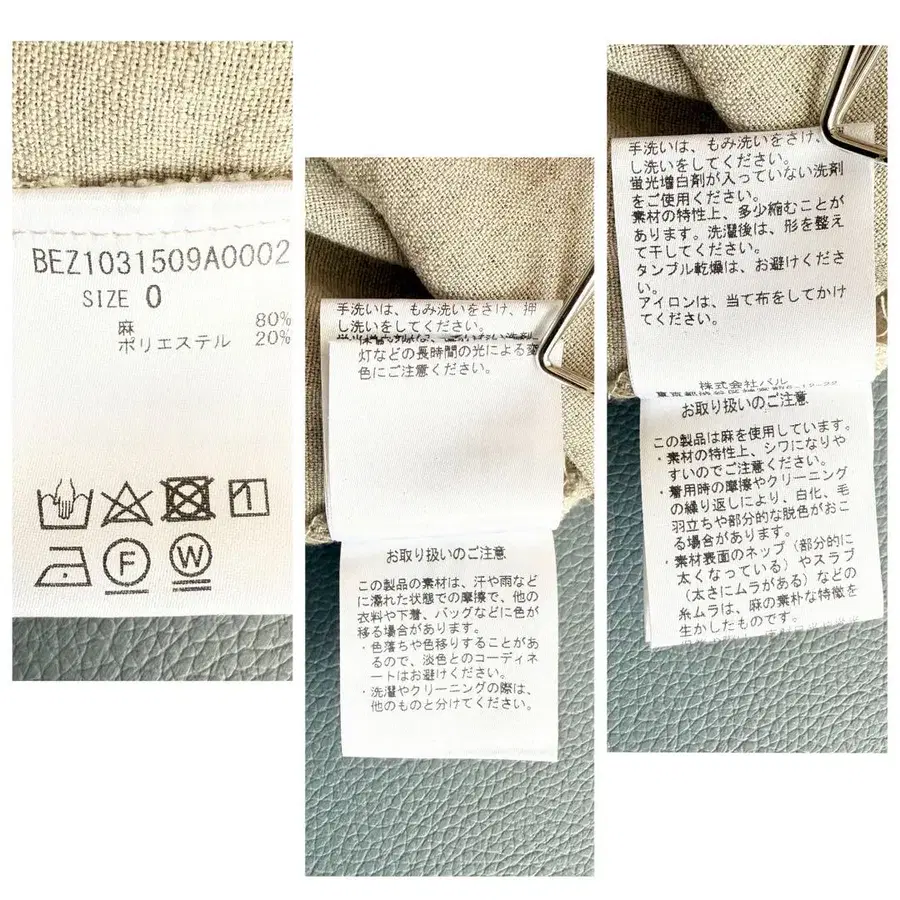 BEZ1031509A0002
SIZE 0
麻 80%
ポリエステル 20%
1
F
W
手洗いは、もみ洗いをさけ、押
し洗いをしてください。
灯などの長時間の光による変
色にご注意ください。
お取り扱いのご注意
この製品の素材は、汗や雨など
に濡れた状態での摩擦で、他の
衣料や下着、バッグなどに色が
移る場合があります。
・色落ちや色移りすることがあ
るので、淡色とのコーディネ
ートはお避けください。
・洗濯やクリーニングの際は、
他のものと分けてください。
手洗いは、もみ洗いをさけ、
し洗いをしてください。
蛍光増白剤が入っていない洗剤
をご使用ください。
素材の特性上、多少縮むことが
あります。洗濯後は、形を整え
て干してください。
タンブル乾燥は、お避けくださ
い。
アイロンは、当て布をしてかけ
てください。
株式会社パル
お取り扱いのご注意
この製品は麻を使用しています。
・素材の特性上、シワになりや
すいのでご注意ください。
・着用時の摩擦やクリーニング
の繰り返しにより、白化、毛
羽立ちや部分的な脱色がおこ
る場合があります。
・素材表面のネップ（部分的に
太くなっている）やスラブ
（太さにムラがある）などの
糸ムラは、麻の素朴な特徴を
生かしたものです。